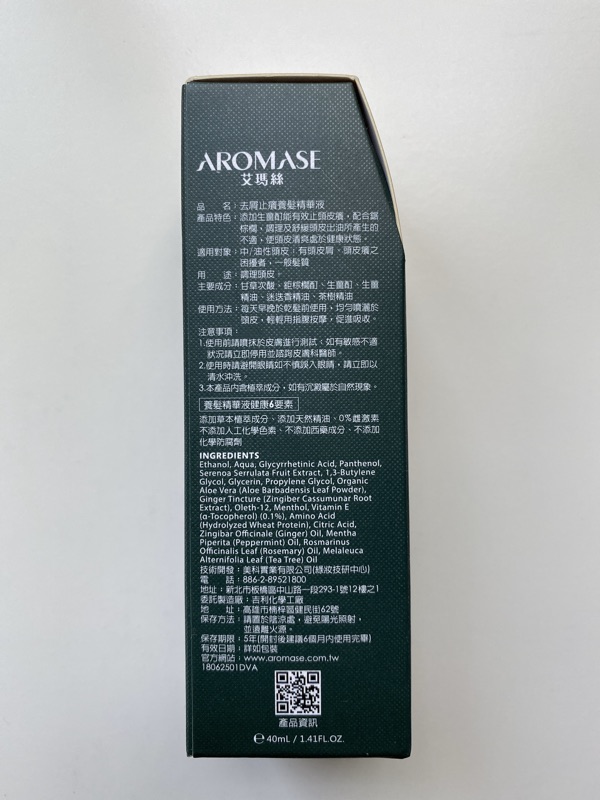 AROMASE
艾瑪絲
品　　名：去屑止癢養髮精華液
產品特色：添加生薑酊能有效止頭皮癢，配合鋸
棕櫚，調理及舒緩頭皮出油所產生的
不適，使頭皮清爽處於健康狀態。
適用對象：中/油性頭皮：有頭皮屑、頭皮癢之
困擾者，一般髮質
用　　途：調理頭皮。
主要成分：甘草次酸、鋸棕櫚酊、生薑酊、生薑
精油、迷迭香精油、茶樹精油
使用方法：每天早晚於乾髮前使用，均勻噴灑於
頭皮，輕輕用指腹按摩，促進吸收。
注意事項：
1.使用前請噴抹於皮膚進行測試，如有敏感不適
狀況請立即停用並諮詢皮膚科醫師。
2.使用時請避開眼睛如不慎誤入眼睛，請立即以
清水沖洗。
3.本產品內含植萃成分，如有沉澱屬於自然現象。
養髮精華液健康6要素
添加草本植萃成分、添加天然精油、0%雌激素
不添加人工化學色素、不添加西藥成分、不添加
化學防腐劑
INGREDIENTS
Ethanol, Aqua, Glycyrrhetinic Acid, Panthenol,
Serenoa Serrulata Fruit Extract, 1,3-Butylene
Glycol, Glycerin, Propylene Glycol, Organic
Aloe Vera (Aloe Barbadensis Leaf Powder),
Ginger Tincture (Zingiber Cassumunar Root
Extract), Oleth-12, Menthol, Vitamin E
(α-Tocopherol) (0.1%), Amino Acid
(Hydrolyzed Wheat Protein), Citric Acid,
Zingibar Officinale (Ginger) Oil, Mentha
Piperita (Peppermint) Oil, Rosmarinus
Officinalis Leaf (Rosemary) Oil, Melaleuca
Alternifolia Leaf (Tea Tree) Oil
技術開發：美科實業有限公司(綠妝技研中心)
電　　話：886-2-89521800
地址：新北市板橋區中山路一段293-1號12樓之1
委託製造廠：吉利化學工廠
地　　址：高雄市楠梓區健民街62號
保存方法：請置於陰涼處，避免陽光照射，
並遠離火源。
保存期限：5年(開封後建議6個月內使用完畢)
有效日期：詳如包裝
官方網站：www.aromase.com.tw
18062501DVA
產品資訊
℮ 40mL / 1.41FL.OZ.